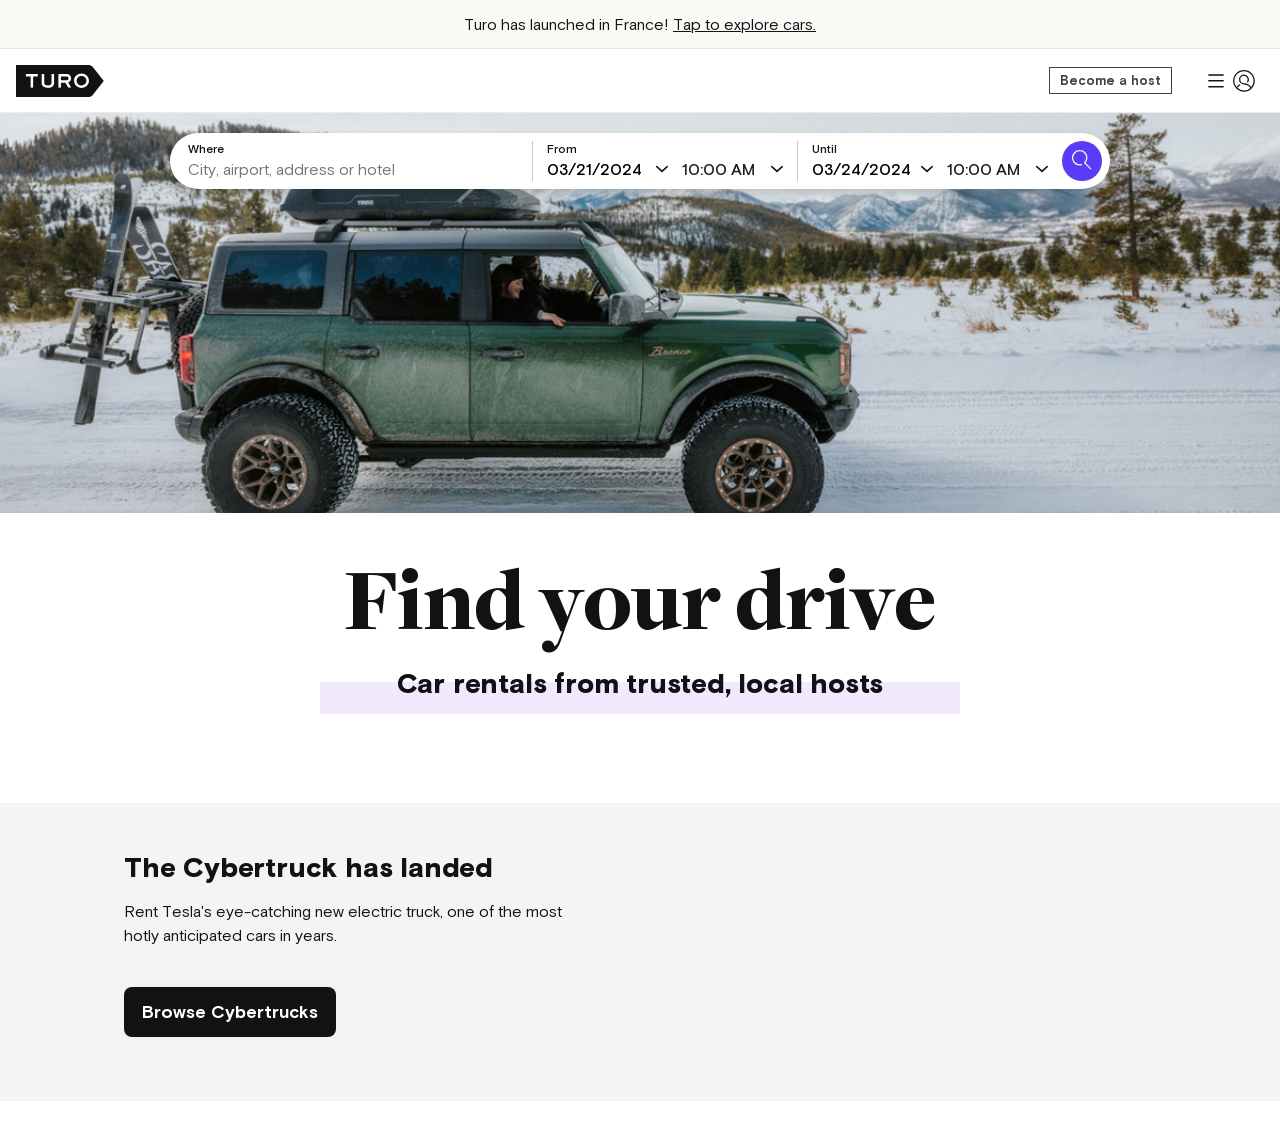 Turo has launched in France! Tap to explore cars.
TURO
Become a host
Where
City, airport, address or hotel
From
03/21/2024
10:00 AM
Until
03/24/2024
10:00 AM
THULE
Bronco
Find your drive
Car rentals from trusted, local hosts
The Cybertruck has landed
Rent Tesla's eye-catching new electric truck, one of the most
hotly anticipated cars in years.
Browse Cybertrucks